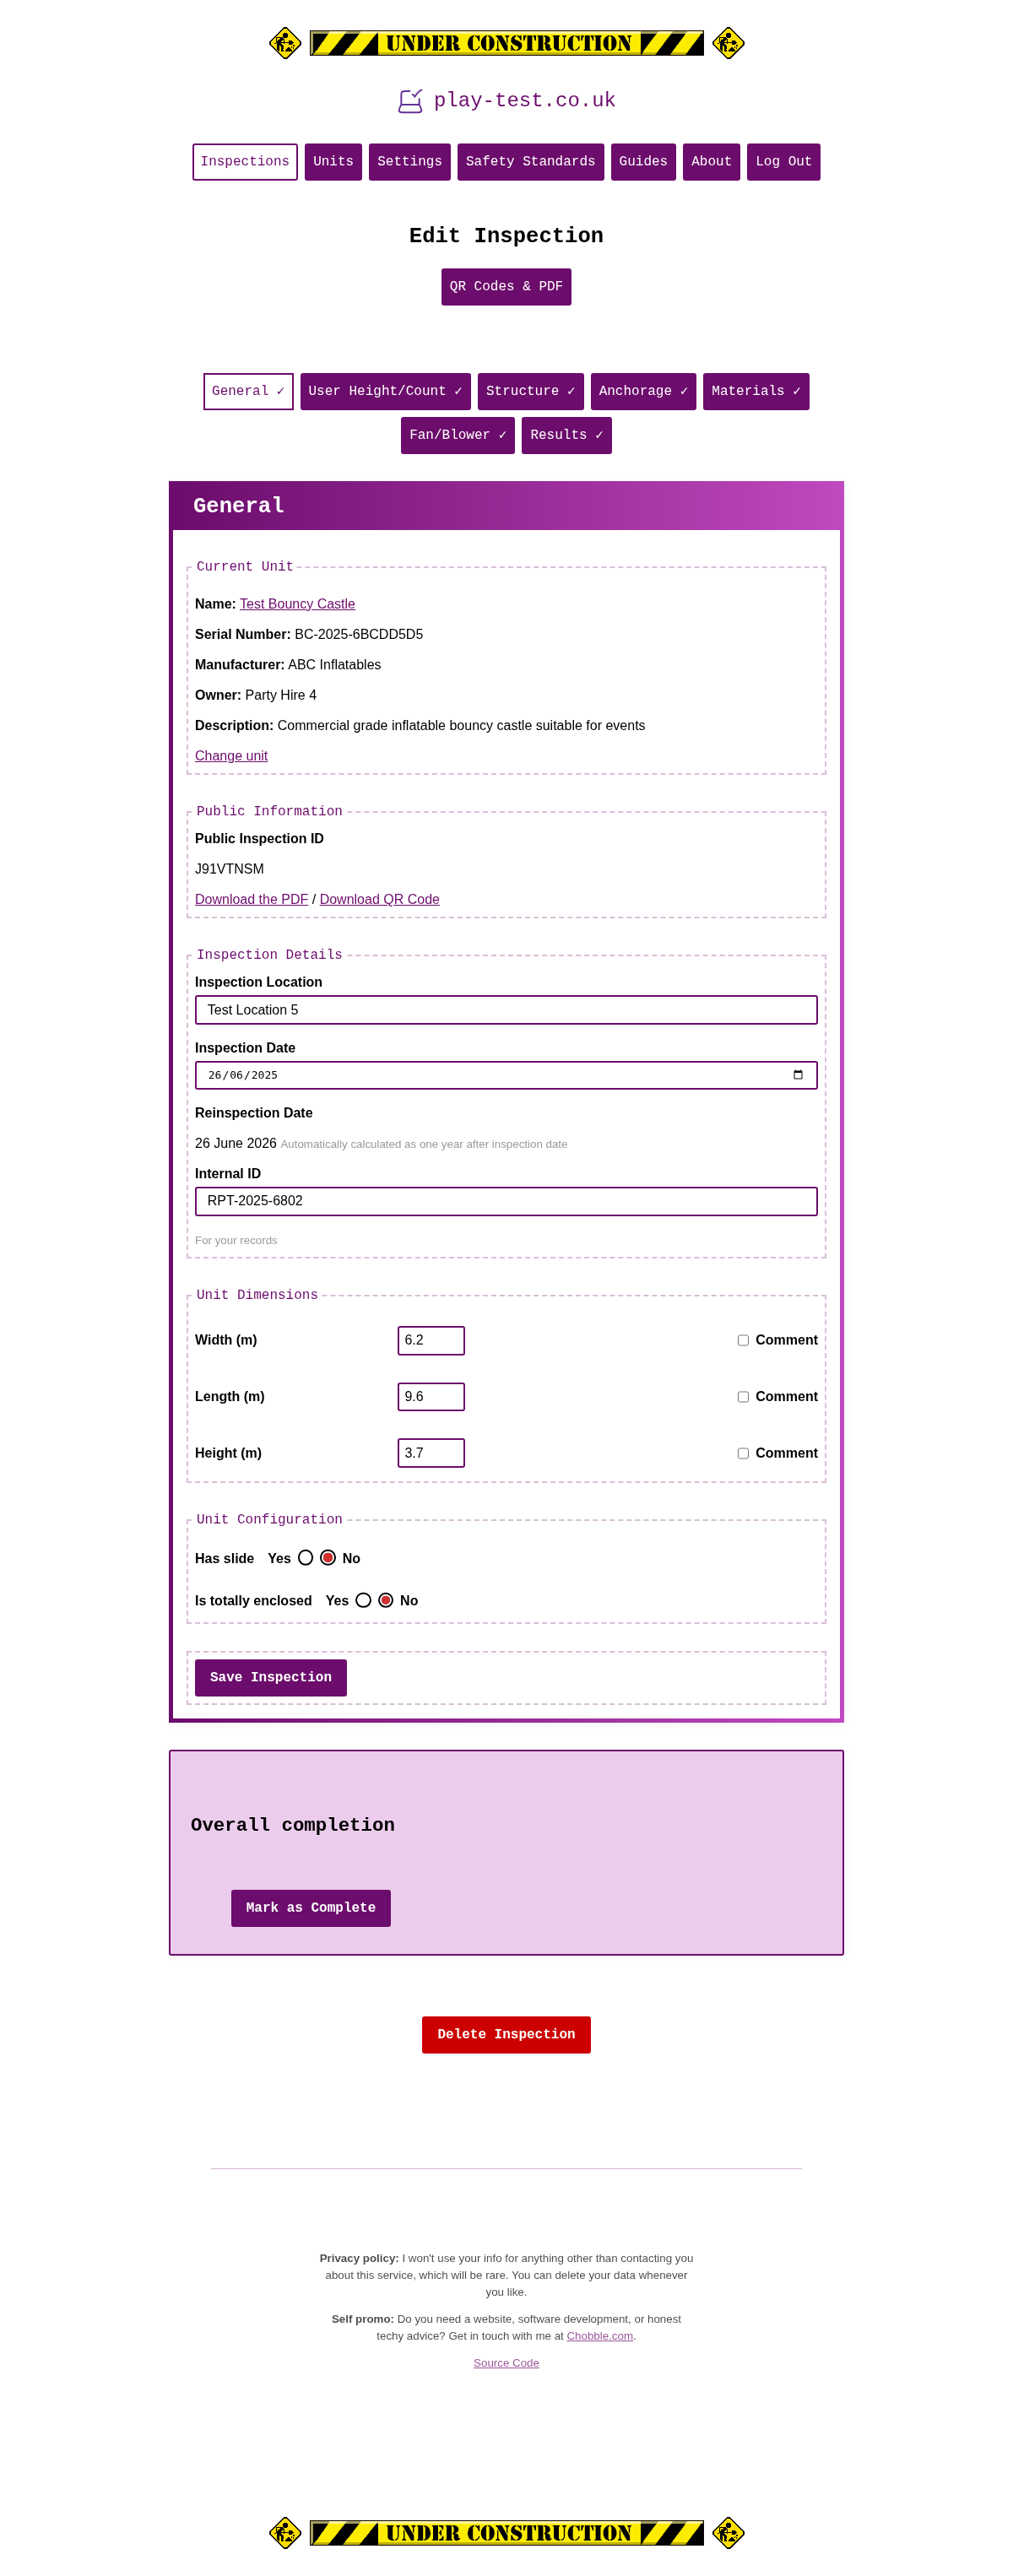 UNDER CONSTRUCTION
play-test.co.uk
Inspections Units Settings Safety Standards Guides About Log Out
Edit Inspection
QR Codes & PDF
General ✓ User Height/Count ✓ Structure ✓ Anchorage ✓ Materials ✓
Fan/Blower ✓ Results ✓
General
Current Unit
Name: Test Bouncy Castle
Serial Number: BC-2025-6BCDD5D5
Manufacturer: ABC Inflatables
Owner: Party Hire 4
Description: Commercial grade inflatable bouncy castle suitable for events
Change unit
Public Information
Public Inspection ID
J91VTNSM
Download the PDF / Download QR Code
Inspection Details
Inspection Location
Test Location 5
Inspection Date
26/06/2025
Reinspection Date
26 June 2026 Automatically calculated as one year after inspection date
Internal ID
RPT-2025-6802
For your records
Unit Dimensions
Width (m) 6.2 Comment
Length (m) 9.6 Comment
Height (m) 3.7 Comment
Unit Configuration
Has slide Yes No
Is totally enclosed Yes No
Save Inspection
Overall completion
Mark as Complete
Delete Inspection
Privacy policy: I won't use your info for anything other than contacting you
about this service, which will be rare. You can delete your data whenever
you like.
Self promo: Do you need a website, software development, or honest
techy advice? Get in touch with me at Chobble.com.
Source Code
UNDER CONSTRUCTION